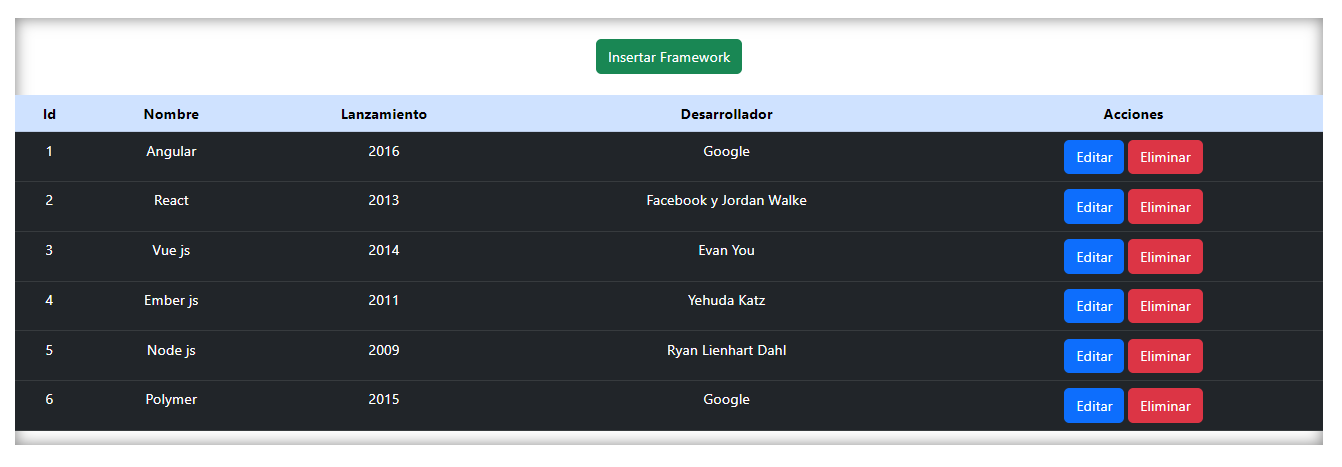 Insertar Framework
Id Nombre Lanzamiento Desarrollador Acciones
1 Angular 2016 Google Editar Eliminar
2 React 2013 Facebook y Jordan Walke Editar Eliminar
3 Vue js 2014 Evan You Editar Eliminar
4 Ember js 2011 Yehuda Katz Editar Eliminar
5 Node js 2009 Ryan Lienhart Dahl Editar Eliminar
6 Polymer 2015 Google Editar Eliminar